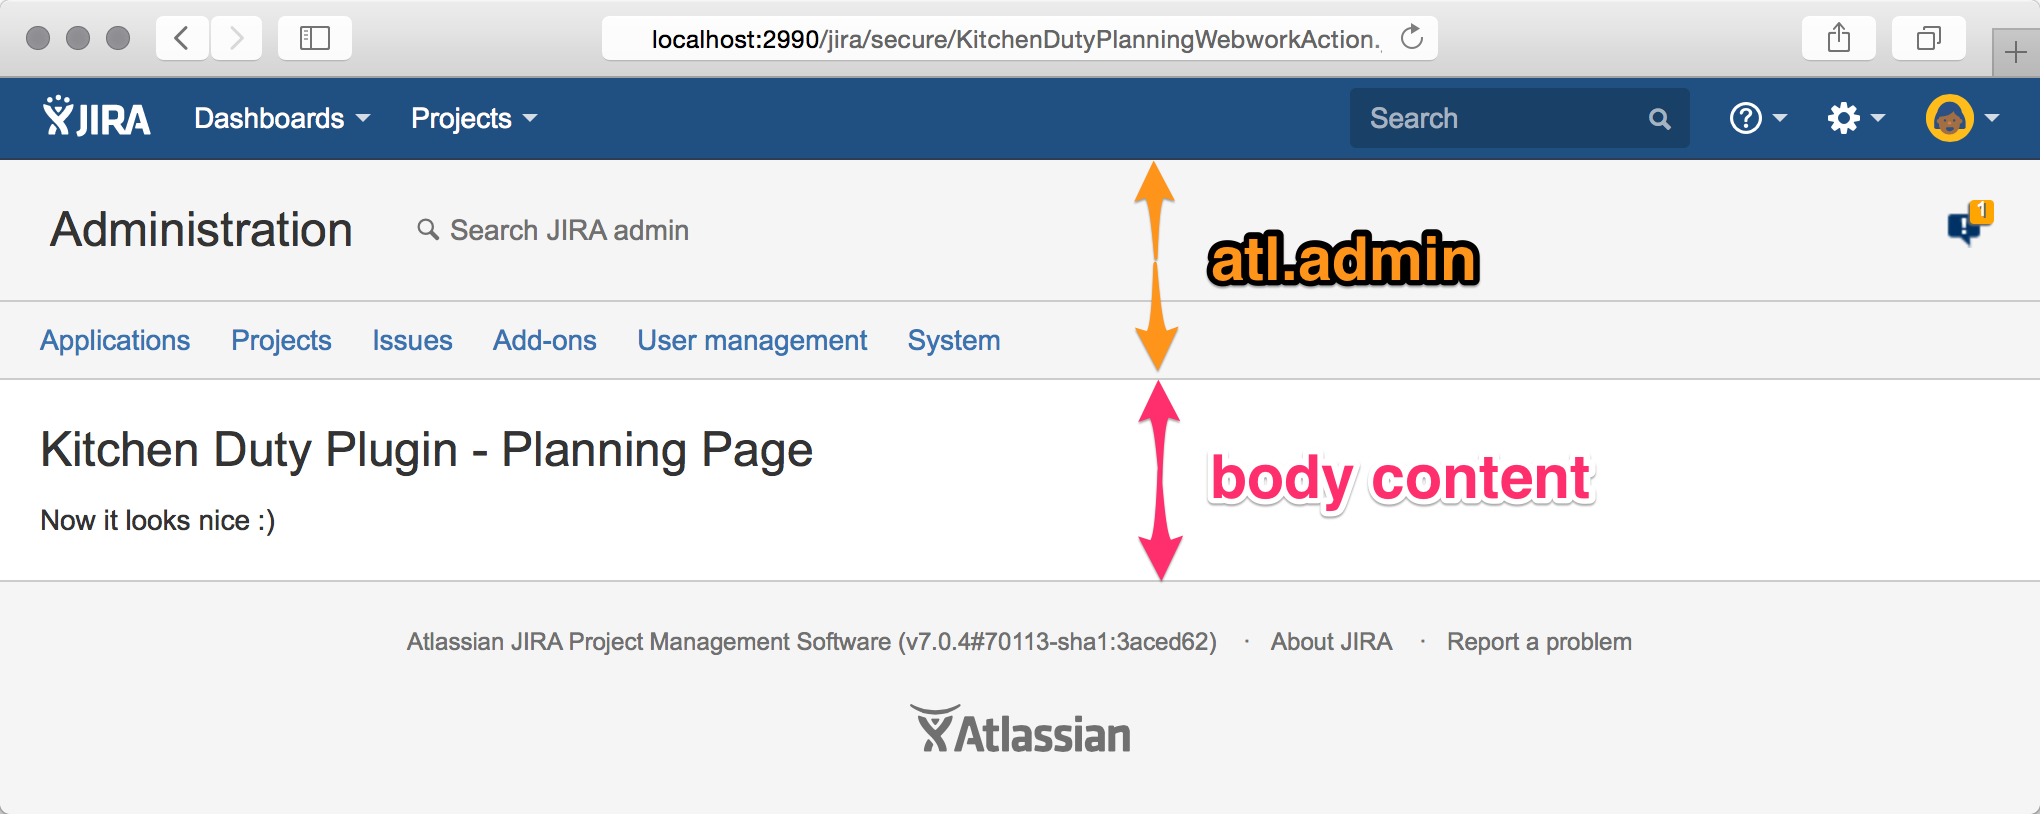 localhost:2990/jira/secure/KitchenDutyPlanningWebworkAction.
JIRA Dashboards Projects Search
Administration Search JIRA admin 1
atl.admin
Applications Projects Issues Add-ons User management System
Kitchen Duty Plugin - Planning Page
body content
Now it looks nice :)
Atlassian JIRA Project Management Software (v7.0.4#70113-sha1:3aced62) · About JIRA · Report a problem
Atlassian